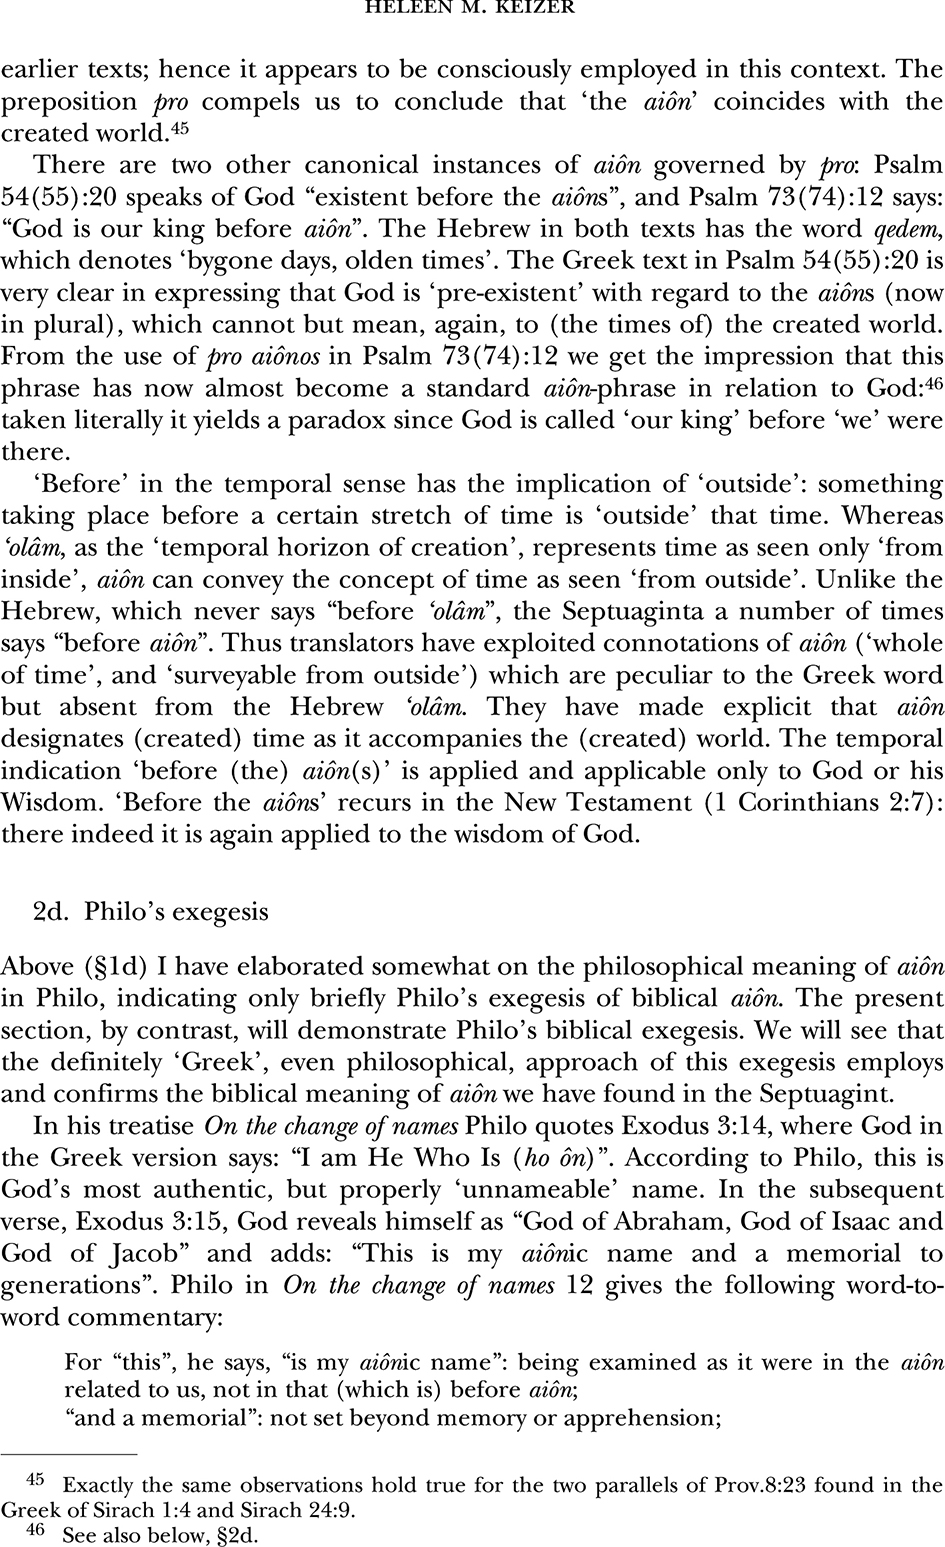 HELEEN M. KEIZER
earlier texts; hence it appears to be consciously employed in this context. The
preposition pro compels us to conclude that ‘the aiôn’ coincides with the
created world.45
There are two other canonical instances of aiôn governed by pro: Psalm
54(55):20 speaks of God “existent before the aiôns”, and Psalm 73(74):12 says:
“God is our king before aiôn”. The Hebrew in both texts has the word qedem,
which denotes ‘bygone days, olden times’. The Greek text in Psalm 54(55):20 is
very clear in expressing that God is ‘pre-existent’ with regard to the aiôns (now
in plural), which cannot but mean, again, to (the times of) the created world.
From the use of pro aiônos in Psalm 73(74):12 we get the impression that this
phrase has now almost become a standard aiôn-phrase in relation to God:46
taken literally it yields a paradox since God is called ‘our king’ before ‘we’ were
there.
‘Before’ in the temporal sense has the implication of ‘outside’: something
taking place before a certain stretch of time is ‘outside’ that time. Whereas
‘olâm, as the ‘temporal horizon of creation’, represents time as seen only ‘from
inside’, aiôn can convey the concept of time as seen ‘from outside’. Unlike the
Hebrew, which never says “before ‘olâm”, the Septuaginta a number of times
says “before aiôn”. Thus translators have exploited connotations of aiôn (‘whole
of time’, and ‘surveyable from outside’) which are peculiar to the Greek word
but absent from the Hebrew ‘olâm. They have made explicit that aiôn
designates (created) time as it accompanies the (created) world. The temporal
indication ‘before (the) aiôn(s)’ is applied and applicable only to God or his
Wisdom. ‘Before the aiôns’ recurs in the New Testament (1 Corinthians 2:7):
there indeed it is again applied to the wisdom of God.
2d. Philo’s exegesis
Above (§1d) I have elaborated somewhat on the philosophical meaning of aiôn
in Philo, indicating only briefly Philo’s exegesis of biblical aiôn. The present
section, by contrast, will demonstrate Philo’s biblical exegesis. We will see that
the definitely ‘Greek’, even philosophical, approach of this exegesis employs
and confirms the biblical meaning of aiôn we have found in the Septuagint.
In his treatise On the change of names Philo quotes Exodus 3:14, where God in
the Greek version says: “I am He Who Is (ho ôn)”. According to Philo, this is
God’s most authentic, but properly ‘unnameable’ name. In the subsequent
verse, Exodus 3:15, God reveals himself as “God of Abraham, God of Isaac and
God of Jacob” and adds: “This is my aiônic name and a memorial to
generations”. Philo in On the change of names 12 gives the following word-to-
word commentary:
For “this”, he says, “is my aiônic name”: being examined as it were in the aiôn
related to us, not in that (which is) before aiôn;
“and a memorial”: not set beyond memory or apprehension;
45 Exactly the same observations hold true for the two parallels of Prov.8:23 found in the
Greek of Sirach 1:4 and Sirach 24:9.
46 See also below, §2d.